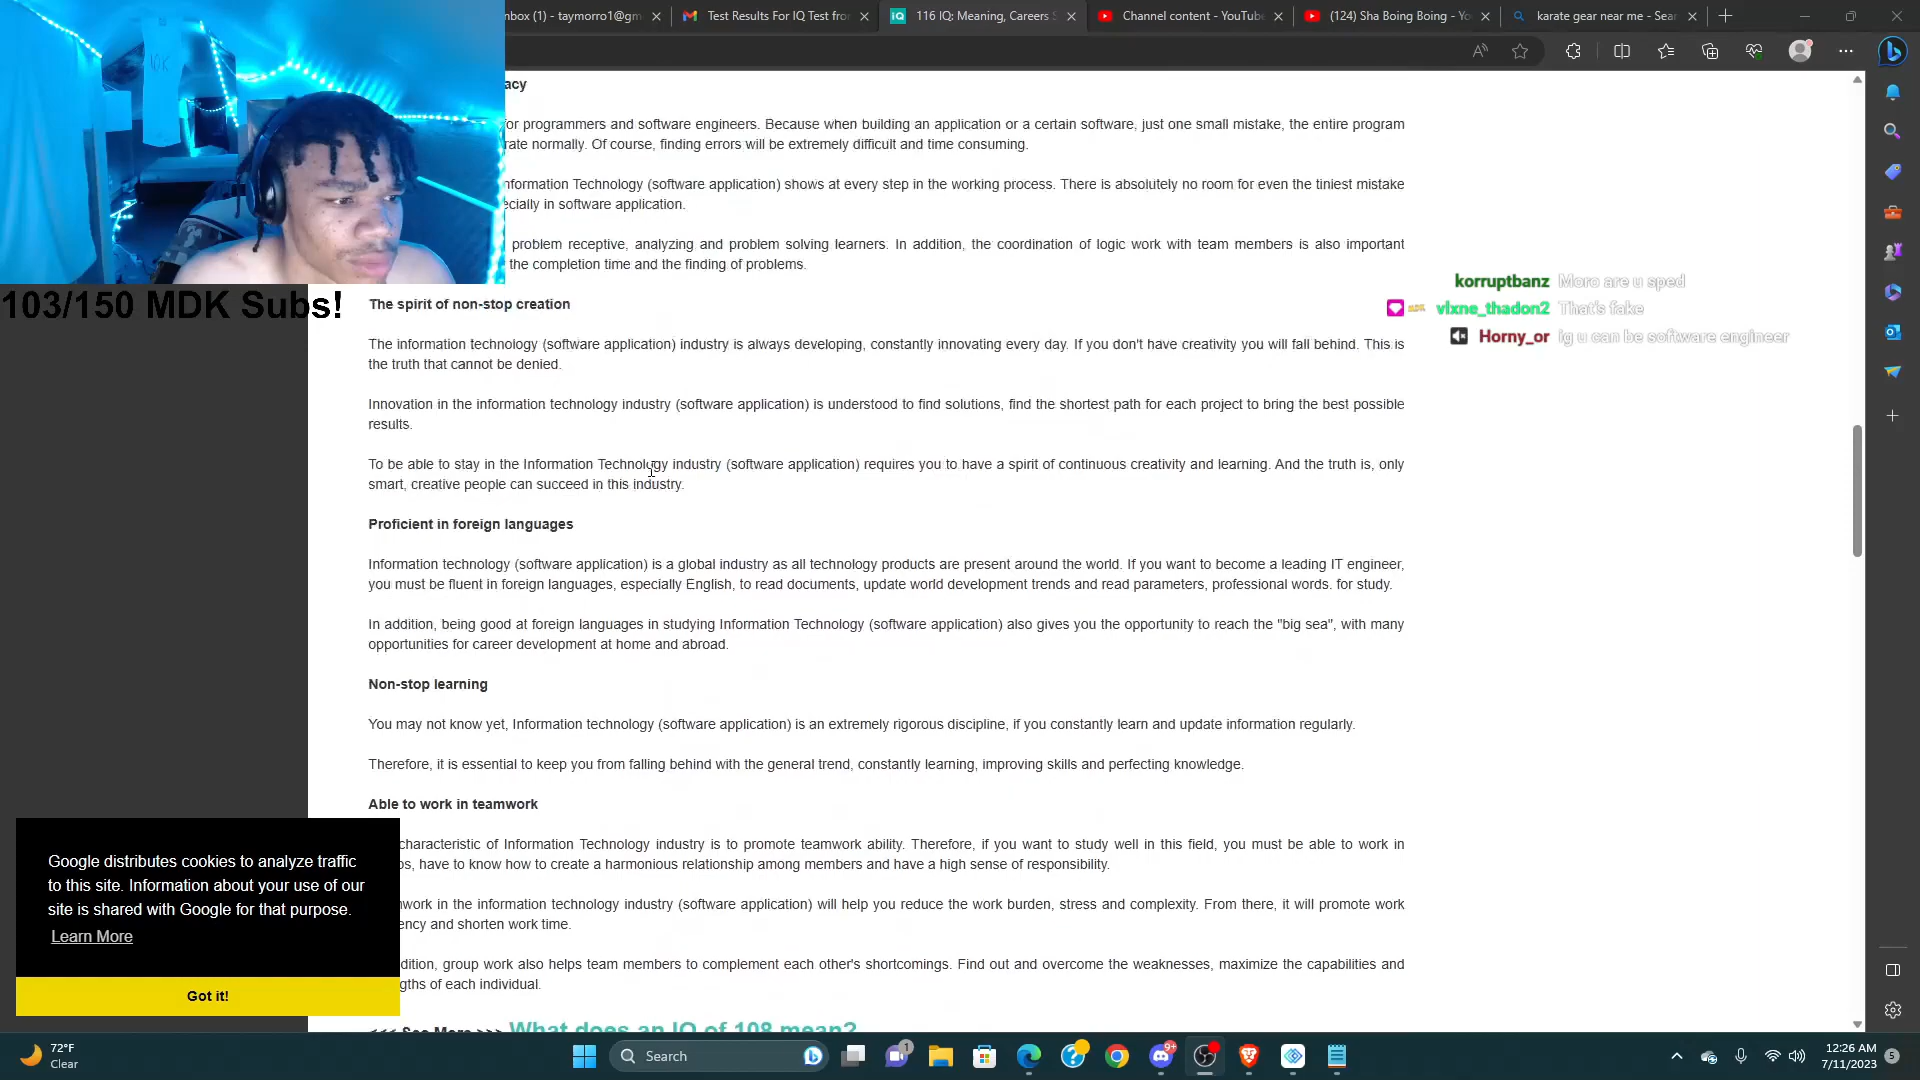 nbox (1) - taymorro1@gm
Test Results For IQ Test fror
116 IQ: Meaning, Careers S
Channel content - YouTube
(124) Sha Boing Boing - Yo
karate gear near me - Sear
acy
for programmers and software engineers. Because when building an application or a certain software, just one small mistake, the entire program
rate normally. Of course, finding errors will be extremely difficult and time consuming.
nformation Technology (software application) shows at every step in the working process. There is absolutely no room for even the tiniest mistake
ecially in software application.
problem receptive, analyzing and problem solving learners. In addition, the coordination of logic work with team members is also important
the completion time and the finding of problems.
103/150 MDK Subs!
korruptbanz Moro are u sped
vlxne_thadon2 That's fake
Horny_or ig u can be software engineer
The spirit of non-stop creation
The information technology (software application) industry is always developing, constantly innovating every day. If you don't have creativity you will fall behind. This is
the truth that cannot be denied.
Innovation in the information technology industry (software application) is understood to find solutions, find the shortest path for each project to bring the best possible
results.
To be able to stay in the Information Technology industry (software application) requires you to have a spirit of continuous creativity and learning. And the truth is, only
smart, creative people can succeed in this industry.
Proficient in foreign languages
Information technology (software application) is a global industry as all technology products are present around the world. If you want to become a leading IT engineer,
you must be fluent in foreign languages, especially English, to read documents, update world development trends and read parameters, professional words. for study.
In addition, being good at foreign languages in studying Information Technology (software application) also gives you the opportunity to reach the "big sea", with many
opportunities for career development at home and abroad.
Non-stop learning
You may not know yet, Information technology (software application) is an extremely rigorous discipline, if you constantly learn and update information regularly.
Therefore, it is essential to keep you from falling behind with the general trend, constantly learning, improving skills and perfecting knowledge.
Able to work in teamwork
characteristic of Information Technology industry is to promote teamwork ability. Therefore, if you want to study well in this field, you must be able to work in
os, have to know how to create a harmonious relationship among members and have a high sense of responsibility.
mwork in the information technology industry (software application) will help you reduce the work burden, stress and complexity. From there, it will promote work
ency and shorten work time.
dition, group work also helps team members to complement each other's shortcomings. Find out and overcome the weaknesses, maximize the capabilities and
gths of each individual.
<<< See More >>> What does an IQ of 108 mean?
Google distributes cookies to analyze traffic
to this site. Information about your use of our
site is shared with Google for that purpose.
Learn More
Got it!
72°F
Clear
Search
1
9+
12:26 AM
7/11/2023
5